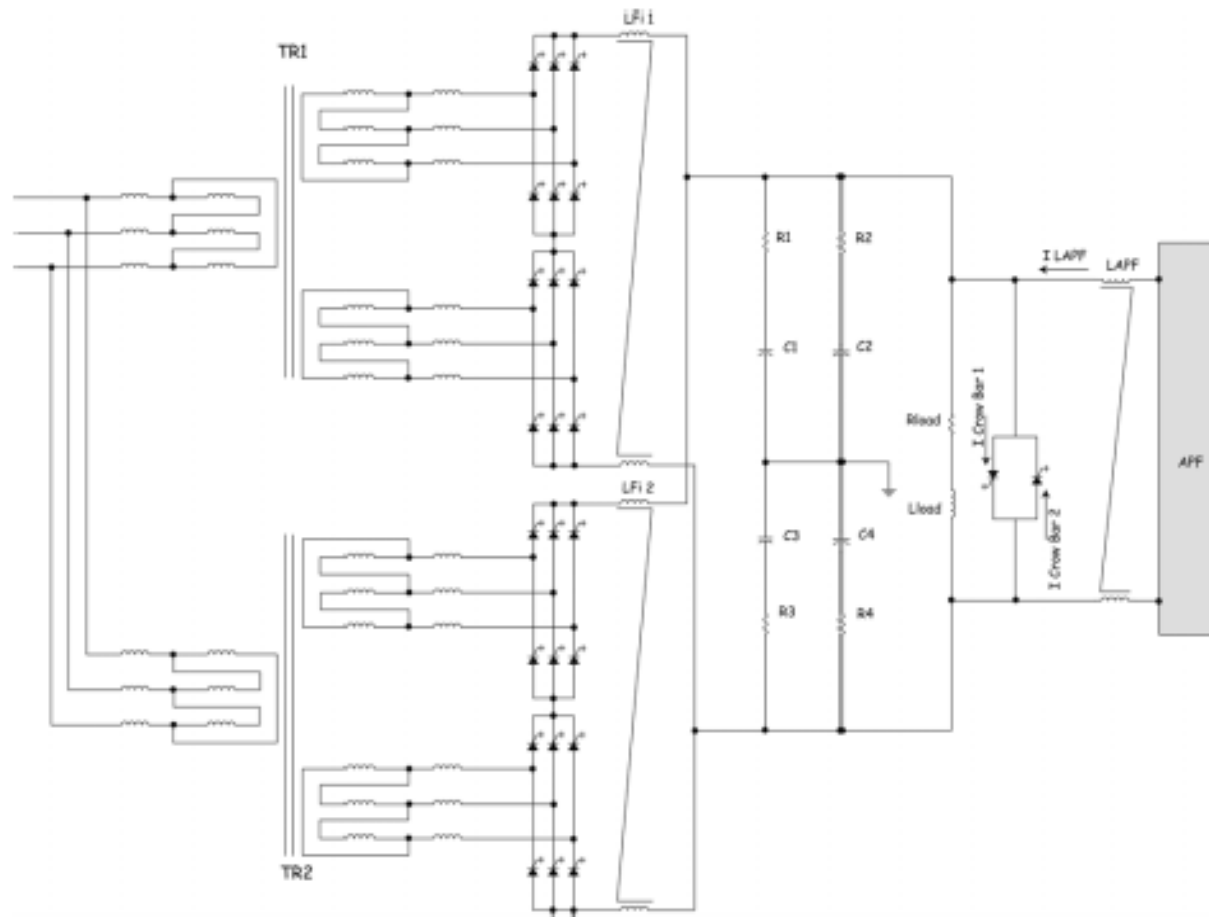 LFi 1
TR1
R1
R2
I LAPF
LAPF
C1
C2
I Crow Bar 1
Rload
APF
LFi 2
Lload
C3
C4
I Crow Bar 2
R3
R4
TR2